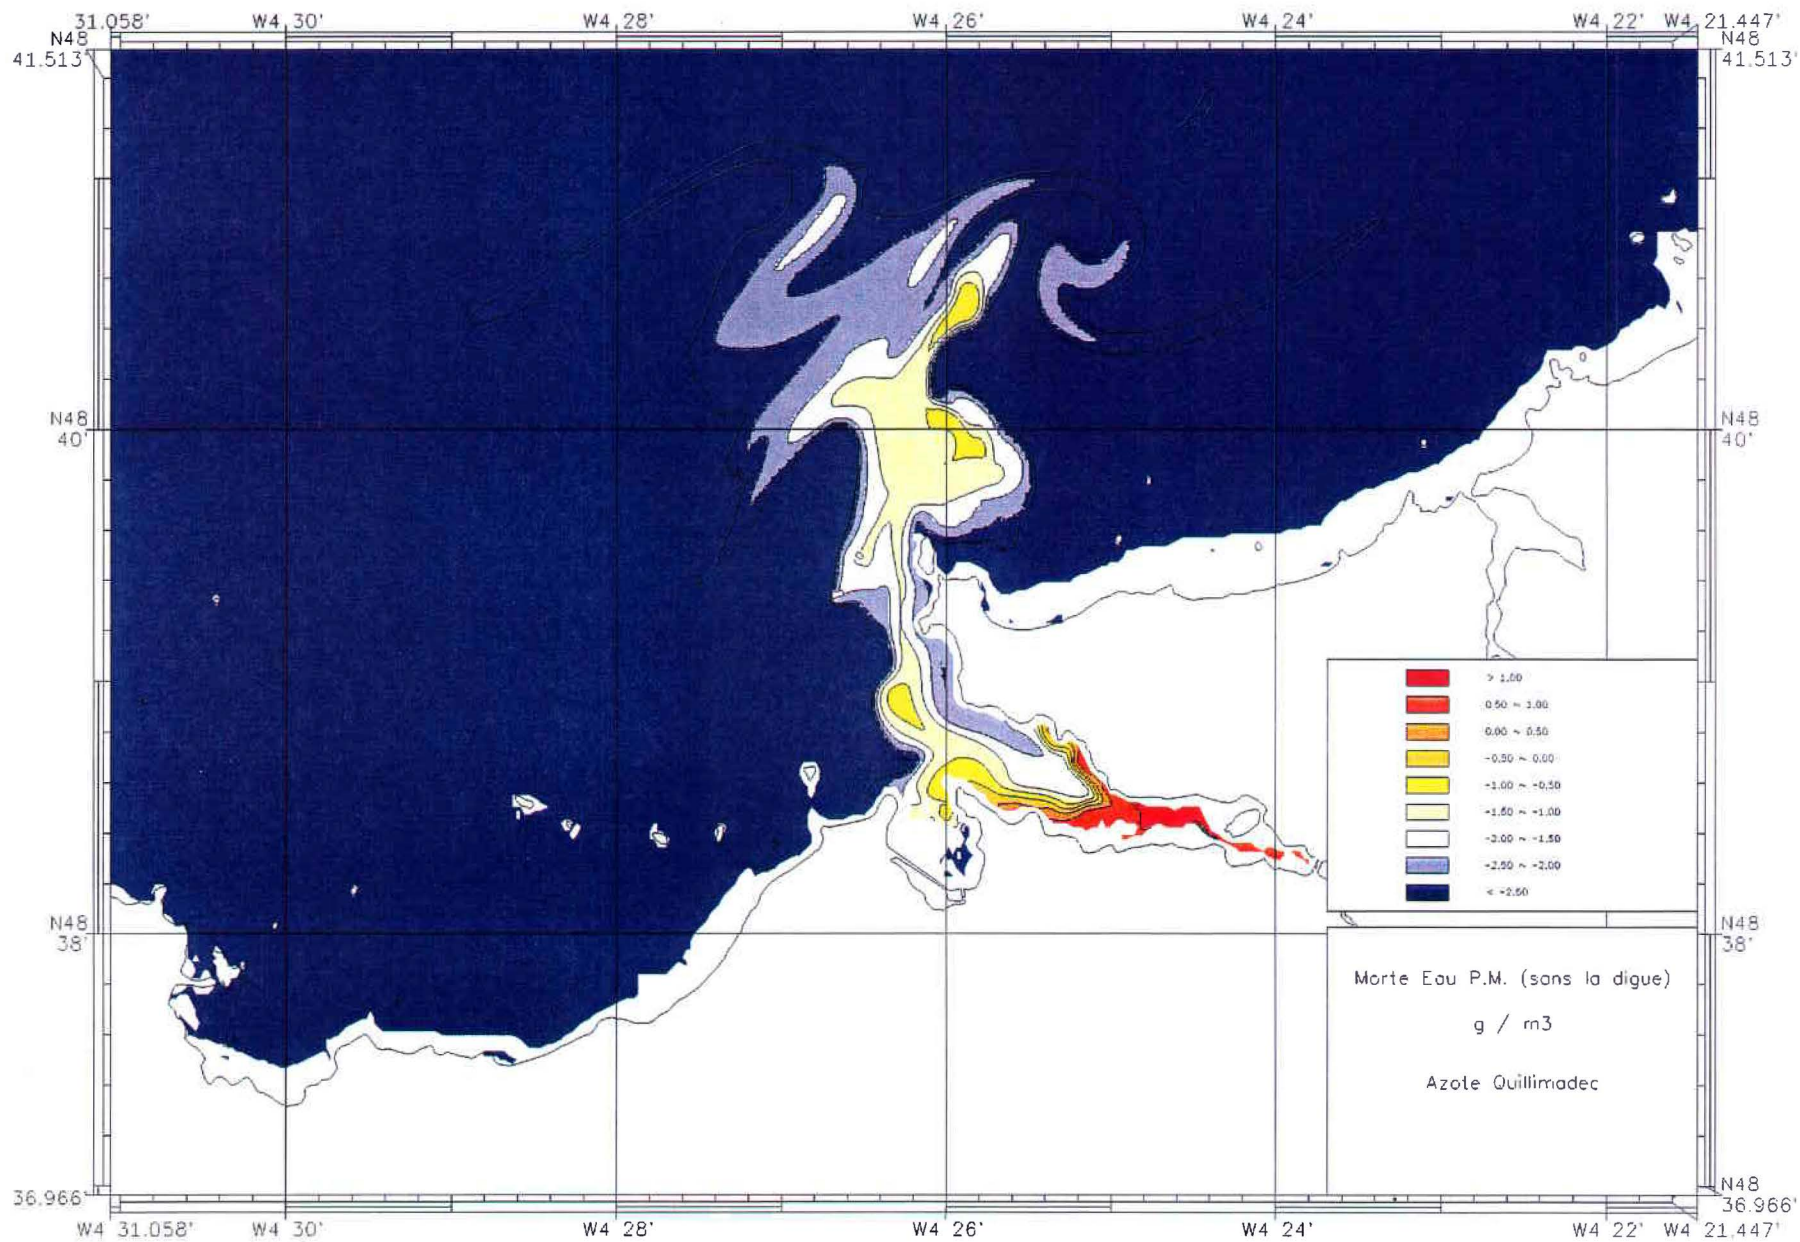 31.058' W4 30' W4 28' W4 26' W4 24' W4 22' W4 21.447'
N48
41.513'
N48
41.513'
N48
40'
N48
40'
> 1.00
0.50 ~ 1.00
0.00 ~ 0.50
-0.50 ~ 0.00
-1.00 ~ -0.50
-1.50 ~ -1.00
-2.00 ~ -1.50
-2.50 ~ -2.00
< -2.50
N48
38'
N48
38'
Morte Eau P.M. (sans la digue)
g / m3
Azote Quillimadec
36.966'
N48
36.966'
W4 31.058' W4 30' W4 28' W4 26' W4 24' W4 22' W4 21.447'